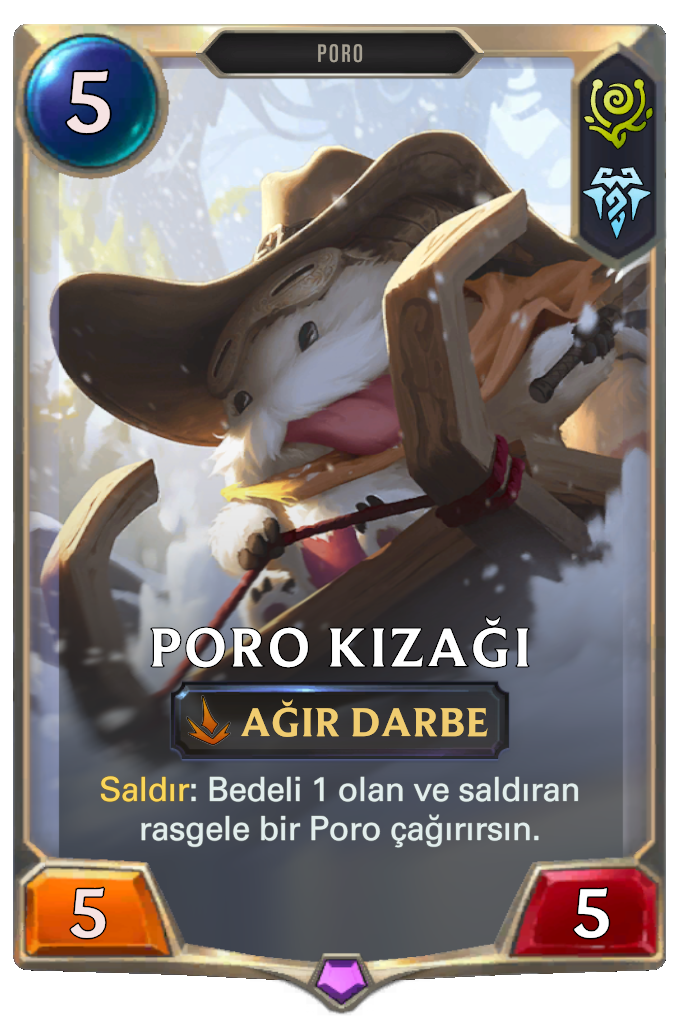 5
PORO
PORO KIZAĞI
AĞIR DARBE
Saldır: Bedeli 1 olan ve saldıran
rasgele bir Poro çağırırsın.
5
5